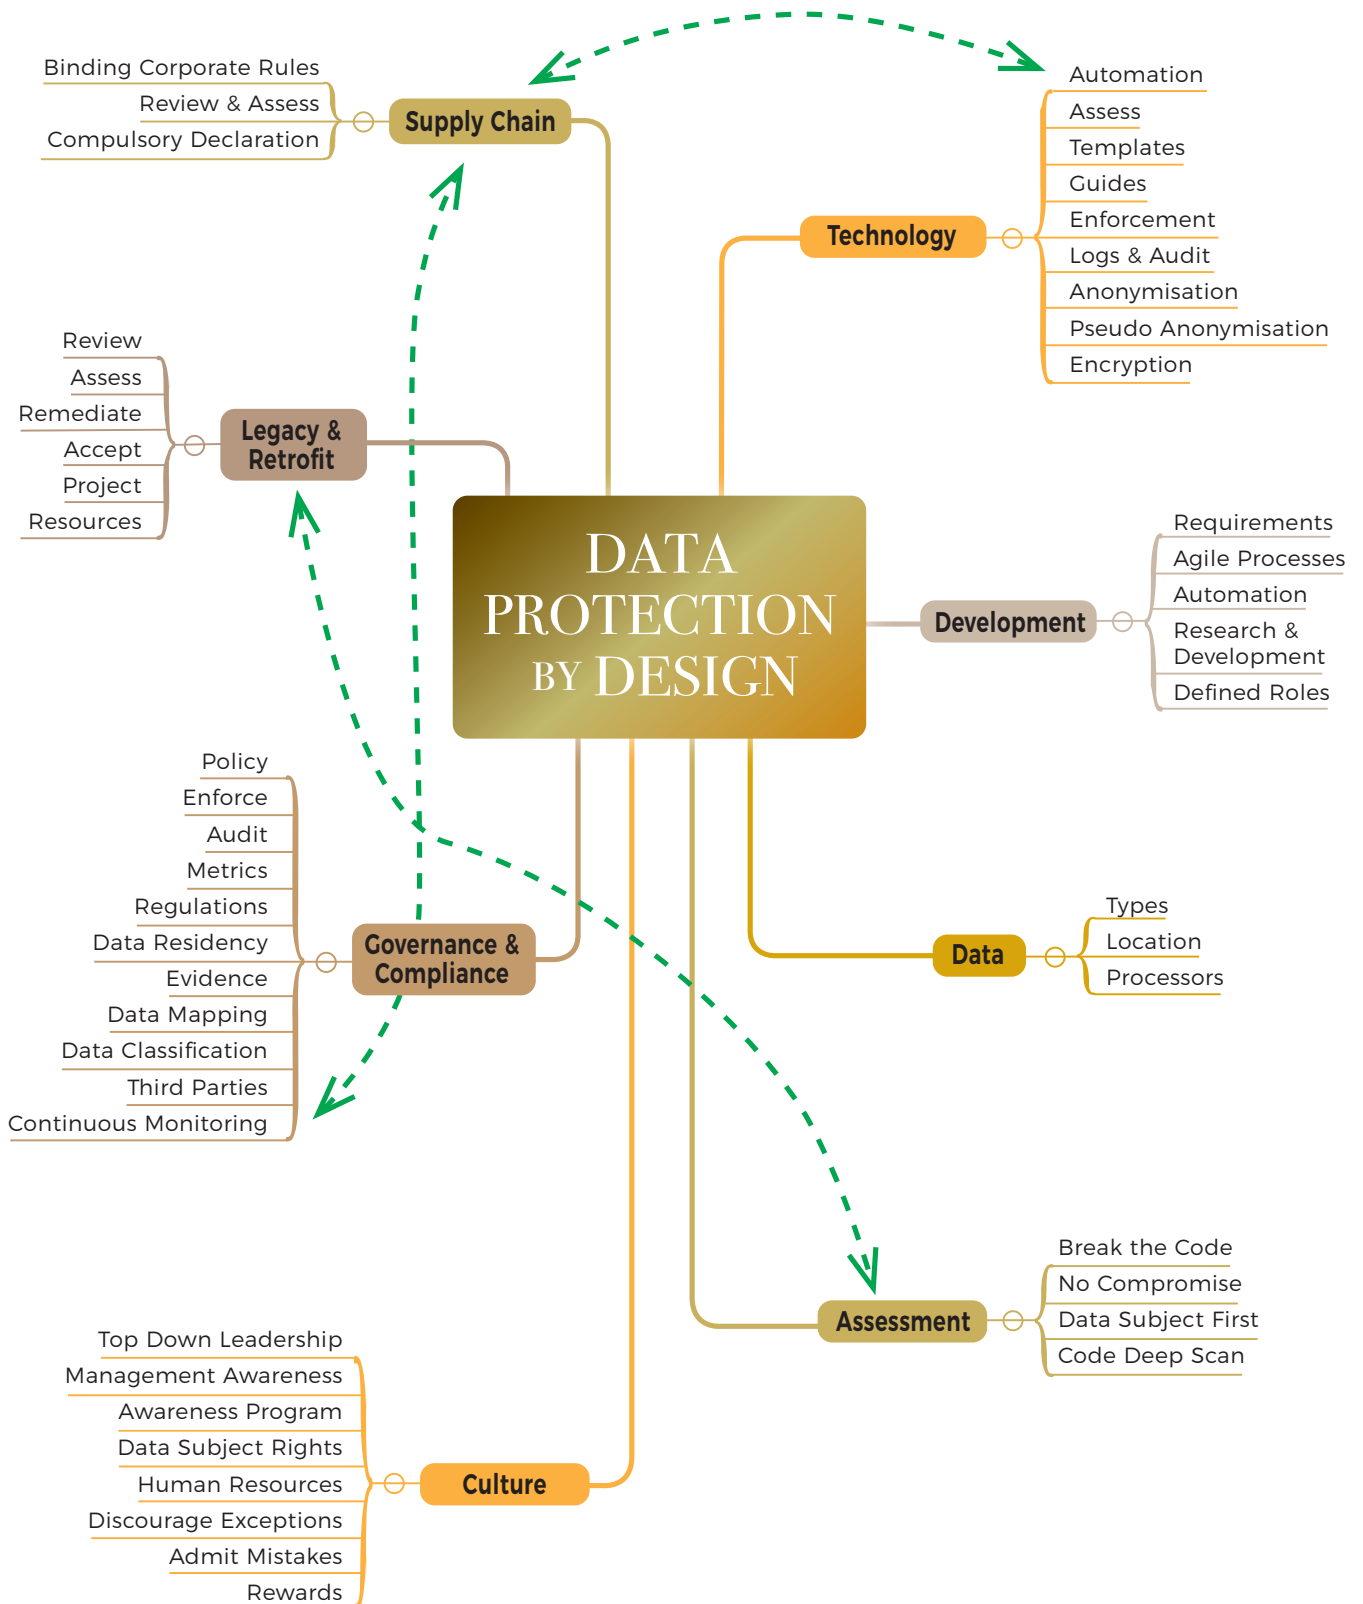 Binding Corporate Rules
Review & Assess
Compulsory Declaration
Supply Chain
Automation
Assess
Templates
Guides
Enforcement
Logs & Audit
Anonymisation
Pseudo Anonymisation
Encryption
Technology
Review
Assess
Remediate
Accept
Project
Resources
Legacy &
Retrofit
DATA
PROTECTION
BY DESIGN
Requirements
Agile Processes
Automation
Research &
Development
Defined Roles
Development
Policy
Enforce
Audit
Metrics
Regulations
Data Residency
Evidence
Data Mapping
Data Classification
Third Parties
Continuous Monitoring
Governance &
Compliance
Types
Location
Processors
Data
Break the Code
No Compromise
Data Subject First
Code Deep Scan
Assessment
Top Down Leadership
Management Awareness
Awareness Program
Data Subject Rights
Human Resources
Discourage Exceptions
Admit Mistakes
Rewards
Culture